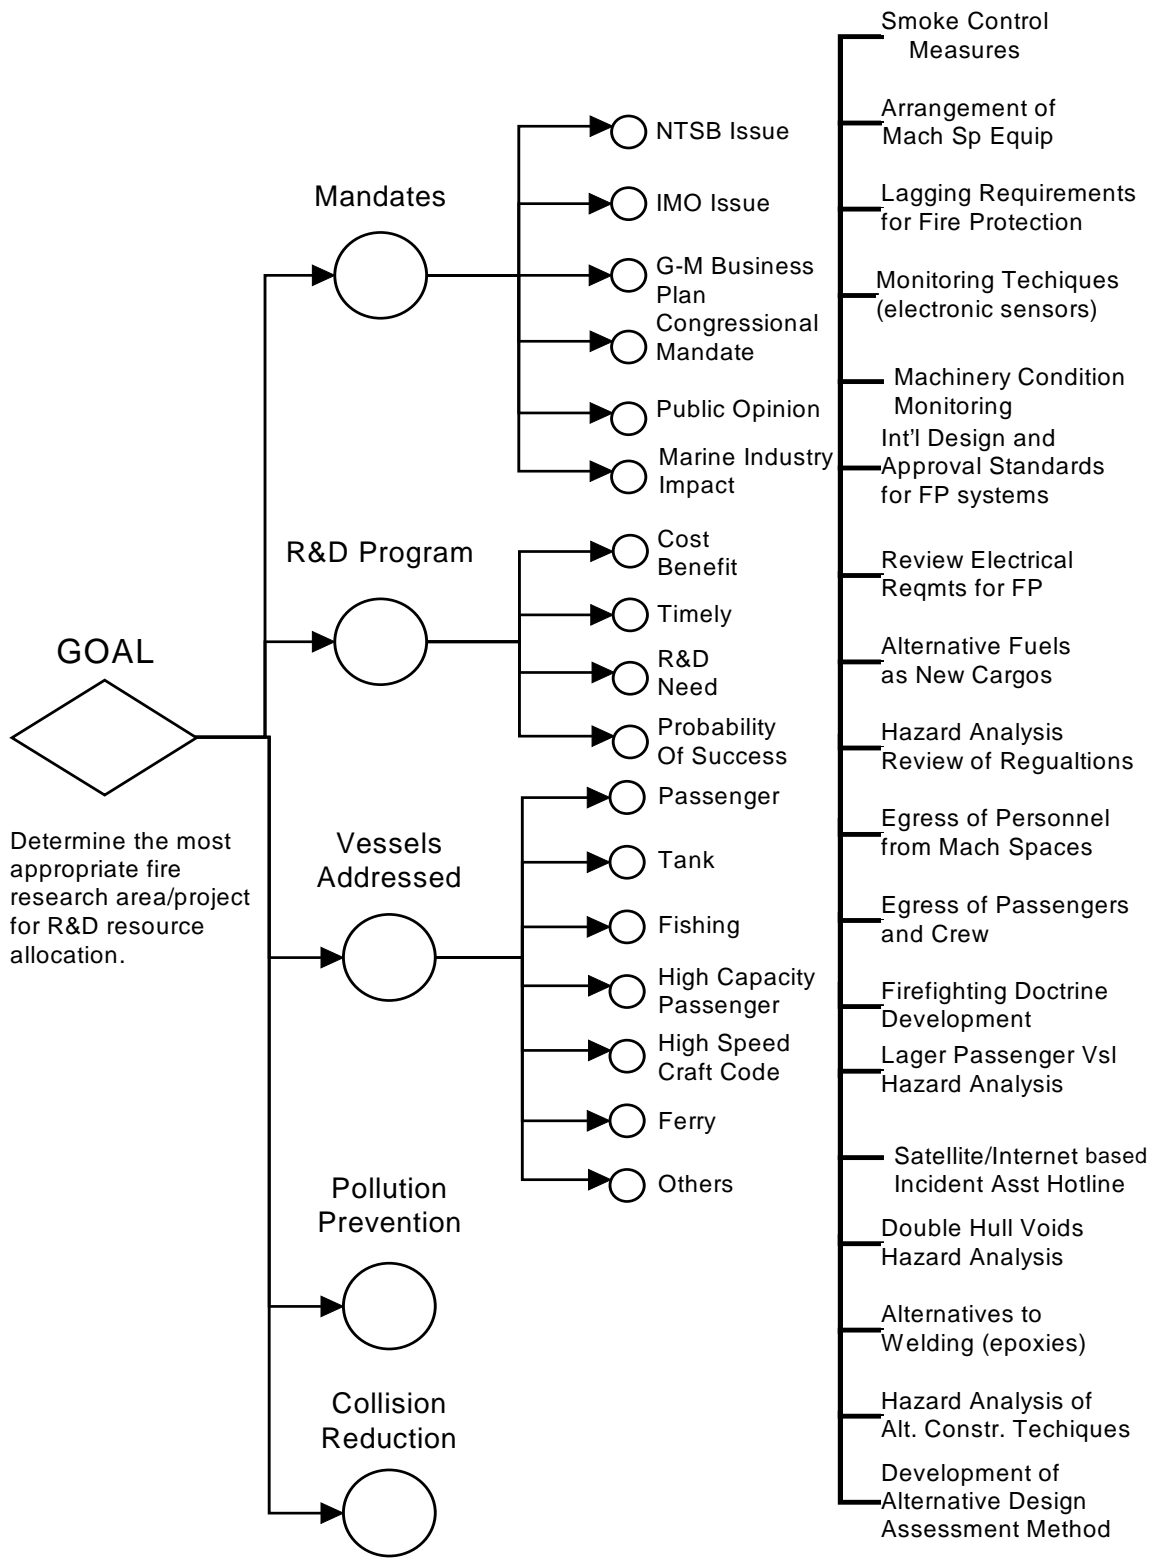 GOAL
Determine the most
appropriate fire
research area/project
for R&D resource
allocation.
Mandates
R&D Program
Vessels
Addressed
Pollution
Prevention
Collision
Reduction
NTSB Issue
IMO Issue
G-M Business
Plan
Congressional
Mandate
Public Opinion
Marine Industry
Impact
Cost
Benefit
Timely
R&D
Need
Probability
Of Success
Passenger
Tank
Fishing
High Capacity
Passenger
High Speed
Craft Code
Ferry
Others
Smoke Control
Measures
Arrangement of
Mach Sp Equip
Lagging Requirements
for Fire Protection
Monitoring Techiques
(electronic sensors)
Machinery Condition
Monitoring
Int'l Design and
Approval Standards
for FP systems
Review Electrical
Reqmts for FP
Alternative Fuels
as New Cargos
Hazard Analysis
Review of Regualtions
Egress of Personnel
from Mach Spaces
Egress of Passengers
and Crew
Firefighting Doctrine
Development
Lager Passenger Vsl
Hazard Analysis
Satellite/Internet based
Incident Asst Hotline
Double Hull Voids
Hazard Analysis
Alternatives to
Welding (epoxies)
Hazard Analysis of
Alt. Constr. Techiques
Development of
Alternative Design
Assessment Method